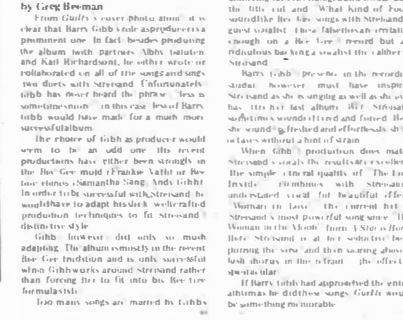 by Greg Beeman
From Guilty's cover photo alone it is
clear that Barry Gibb's role as producer is a
prominent one In fact besides producing
the album (with partners Albhy Galuten
and Karl Richardson), he either wrote or
collaborated on all of the songs and sings
two duets with Streisand Unfortunately
Gibb has never heard the phrase less is
sometimes more in this case less of Barry
Gibb would have made for a much more
successful album
The choice of Gibb as producer would
seem to be an odd one His recent
productions have either been strongly in
the Bee Gee mold or Frankie Valli or Bee
Gee clones (Samantha Sang Andy Gibb)
In order to be successful with Streisand he
would have to adapt his slick well-crafted
production techniques to fit Streisand's
distinctive style
Gibb however did only so much
adapting The album is mostly in the recent
Bee Gee tradition and is only successful
when Gibb works around Streisand rather
than forcing her to fit into his Bee Gee
formula style
Too many songs are marred by Gibb's
the title cut and What Kind of Fool
sound like Bee Gee songs with Streisand
guest vocalist These falsettos are irritating
enough on a Bee Gee record but a
ridiculous backing a vocalist the caliber
Streisand
Barry Gibb's presence in the recording
studio however must have inspired
Streisand as she is singing as well as she
has on her last album Wet Streisand
sometimes sounded tired and forced
she sounds refreshed and effortlessly
octaves without a hint of strain
When Gibb's production does match
Streisand's vocals the results are excellent
The simple lyrical quality of
Inside combines with Streisand's
understated vocal for beautiful effect
Woman in Love the current hit
Streisand's most powerful song since
Woman in the Moon from A Star is Born
Here Streisand is at her seductive best
purring the verse and then soaring above
lush chorus in the refrain the effect
spectacular
If Barry Gibb had approached the entire
album as he did these songs Guilty would
be something memorable